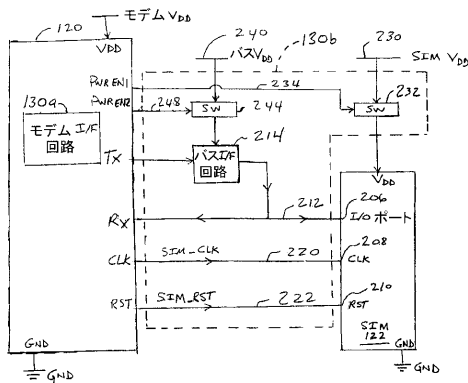 120
モデム VDD
VDD
240
バスVDD
130b
230
SIM VDD
PWR EN1
234
PWR EN2
248
SW
244
SW
232
130a
モデム I/F
回路
214
バスI/F
回路
TX
VDD
RX
212
206
I/O ポート
CLK
SIM_CLK
220
208
CLK
RST
SIM_RST
222
210
RST
SIM
122
GND
GND
GND
GND